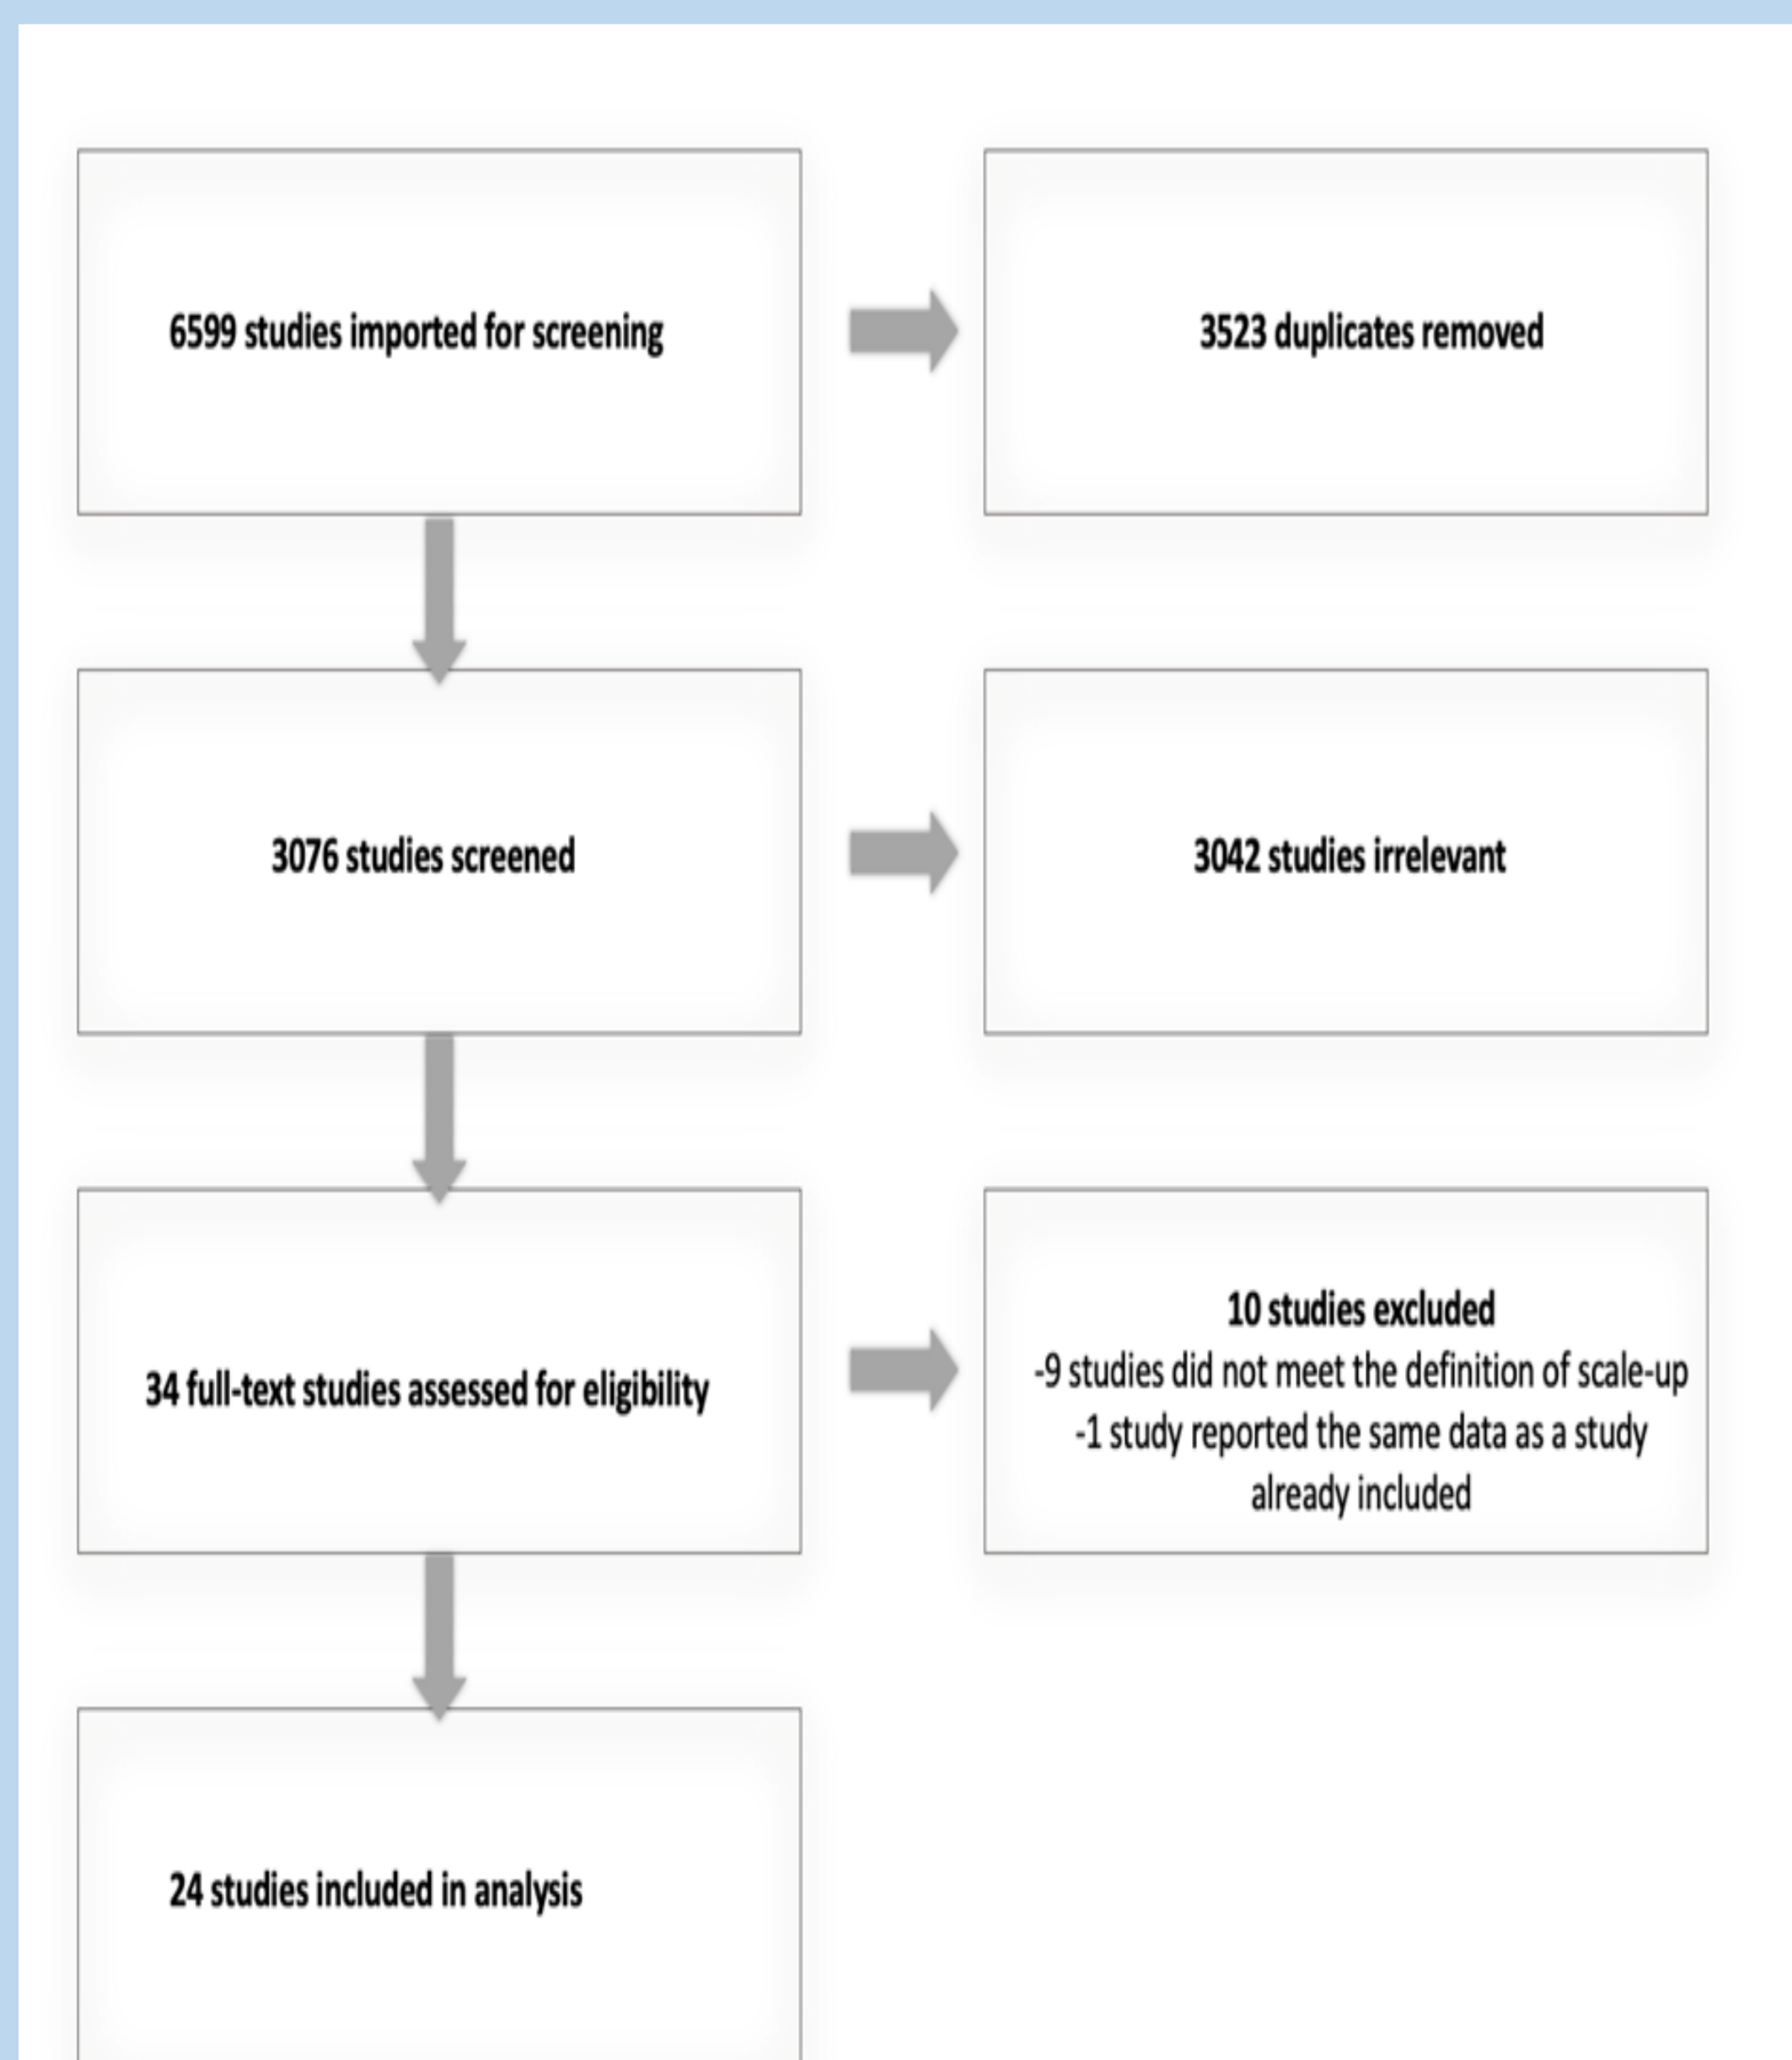 6599 studies imported for screening
3523 duplicates removed
3076 studies screened
3042 studies irrelevant
34 full-text studies assessed for eligibility
10 studies excluded
-9 studies did not meet the definition of scale-up
-1 study reported the same data as a study
already included
24 studies included in analysis